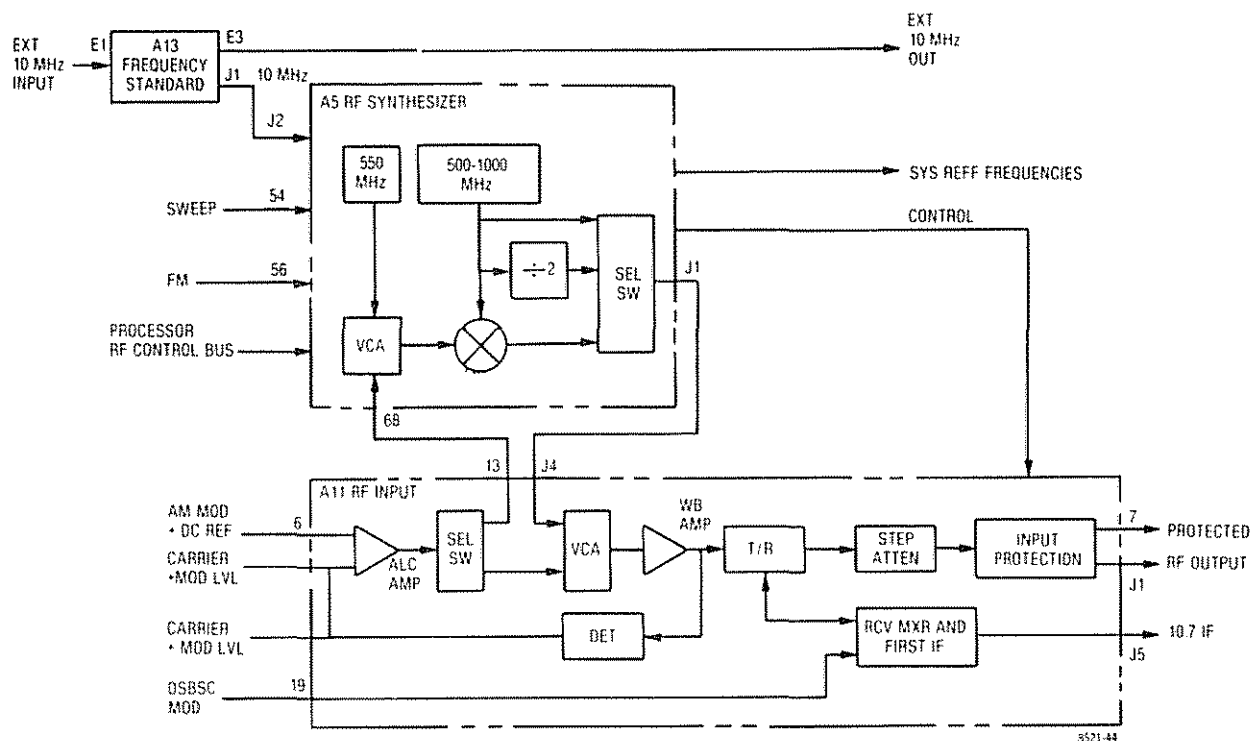 EXT
10 MHz
INPUT
E1
A13
FREQUENCY
STANDARD
E3
J1
10 MHz
EXT
10 MHz
OUT
J2
A5 RF SYNTHESIZER
550
MHz
500-1000
MHz
SYS REFF FREQUENCIES
SWEEP
54
CONTROL
÷2
SEL
SW
J1
FM
56
PROCESSOR
RF CONTROL BUS
VCA
68
13
J4
A11 RF INPUT
AM MOD
+ DC REF
6
CARRIER
+MOD LVL
ALC
AMP
SEL
SW
VCA
WB
AMP
T/R
STEP
ATTEN
INPUT
PROTECTION
7
PROTECTED
RF OUTPUT
J1
CARRIER
+ MOD LVL
DET
RCV MXR AND
FIRST IF
10.7 IF
J5
DSBSC
MOD
19
8521-44